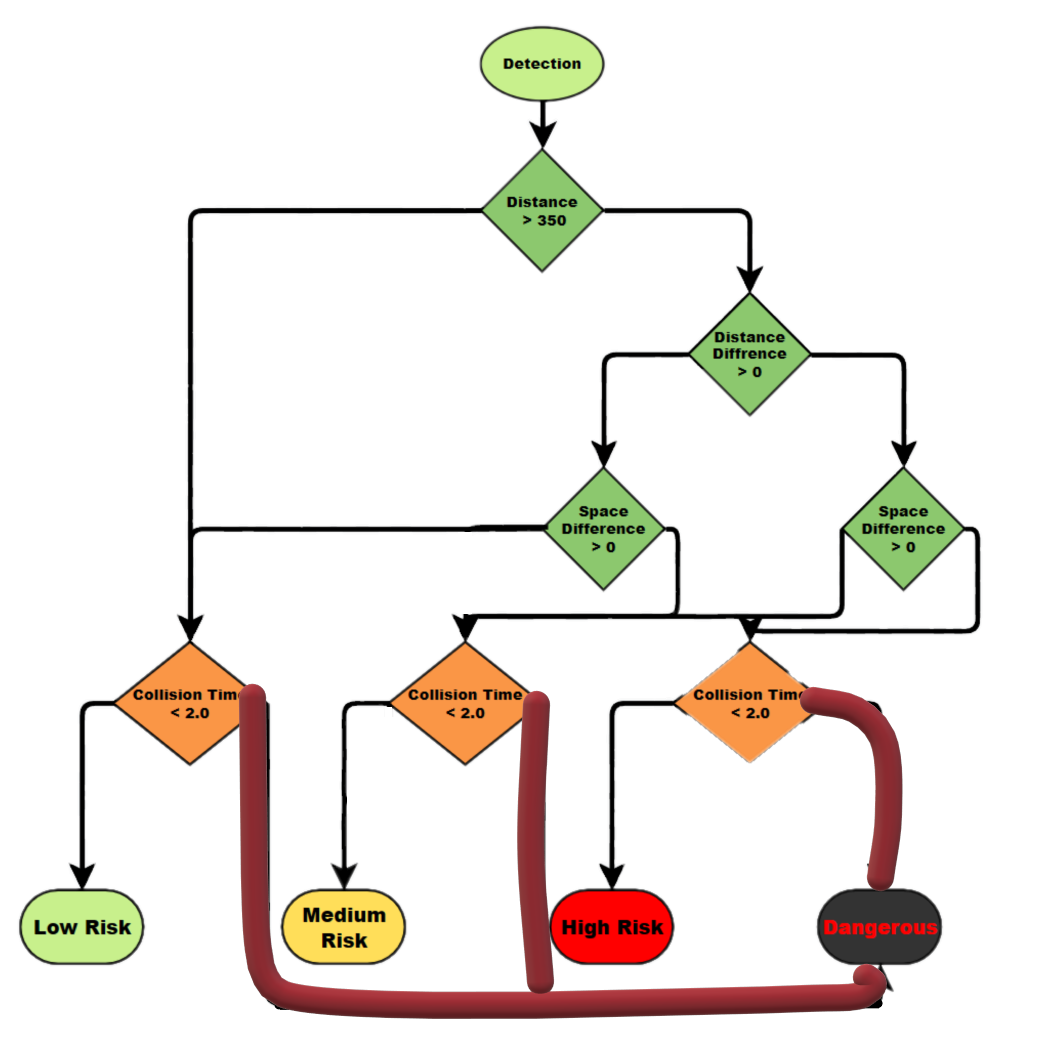 Detection
Distance
> 350
Distance
Diffrence
> 0
Space
Difference
> 0
Space
Difference
> 0
Collision Time
< 2.0
Collision Time
< 2.0
Collision Time
< 2.0
Low Risk
Medium
Risk
High Risk
Dangerous